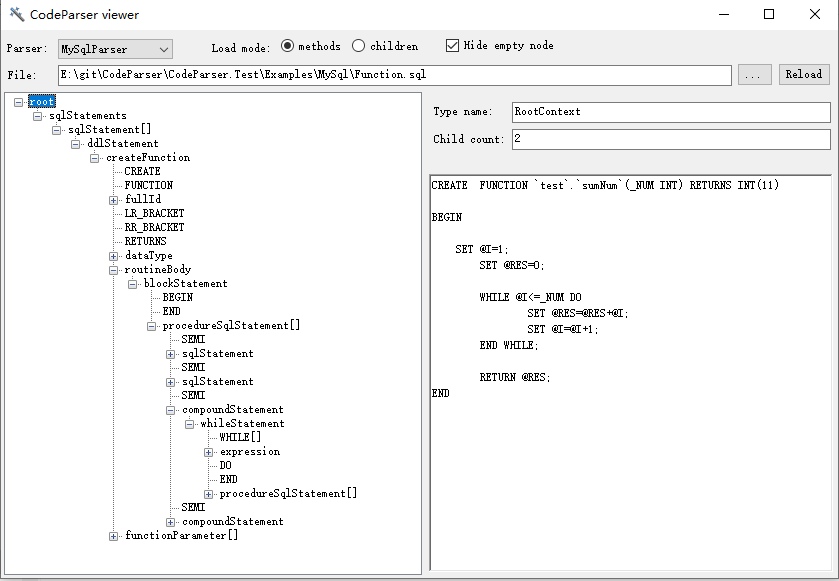 CodeParser viewer
Parser: MySqlParser Load mode: methods children Hide empty node
File: E:\git\CodeParser\CodeParser.Test\Examples\MySql\Function.sql ... Reload
root
sqlStatements
sqlStatement[]
ddlStatement
createFunction
CREATE
FUNCTION
fullId
LR_BRACKET
RR_BRACKET
RETURNS
dataType
routineBody
blockStatement
BEGIN
END
procedureSqlStatement[]
SEMI
sqlStatement
SEMI
sqlStatement
SEMI
compoundStatement
whileStatement
WHILE[]
expression
DO
END
procedureSqlStatement[]
SEMI
compoundStatement
functionParameter[]
Type name: RootContext
Child count: 2
CREATE  FUNCTION `test`.`sumNum`(_NUM INT) RETURNS INT(11)
BEGIN
SET @I=1;
SET @RES=0;
WHILE @I<=_NUM DO
SET @RES=@RES+@I;
SET @I=@I+1;
END WHILE;
RETURN @RES;
END